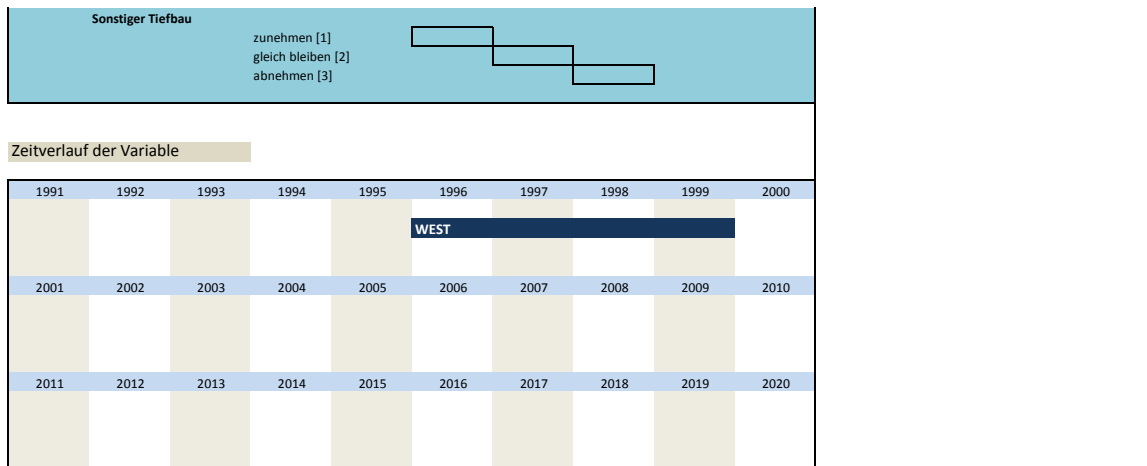 Sonstiger Tiefbau
zunehmen [1]
gleich bleiben [2]
abnehmen [3]
Zeitverlauf der Variable
1991 1992 1993 1994 1995 1996 1997 1998 1999 2000
WEST
2001 2002 2003 2004 2005 2006 2007 2008 2009 2010
2011 2012 2013 2014 2015 2016 2017 2018 2019 2020